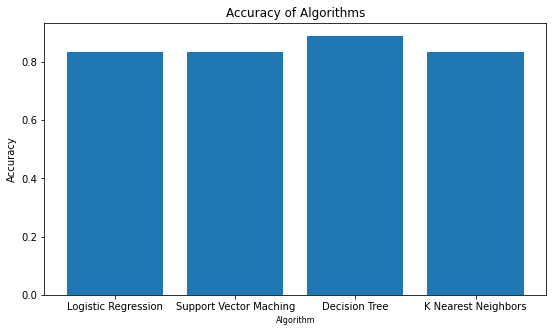 Accuracy of Algorithms
Accuracy
0.8
0.6
0.4
0.2
0.0
Logistic Regression Support Vector Maching Decision Tree K Nearest Neighbors
Algorithm